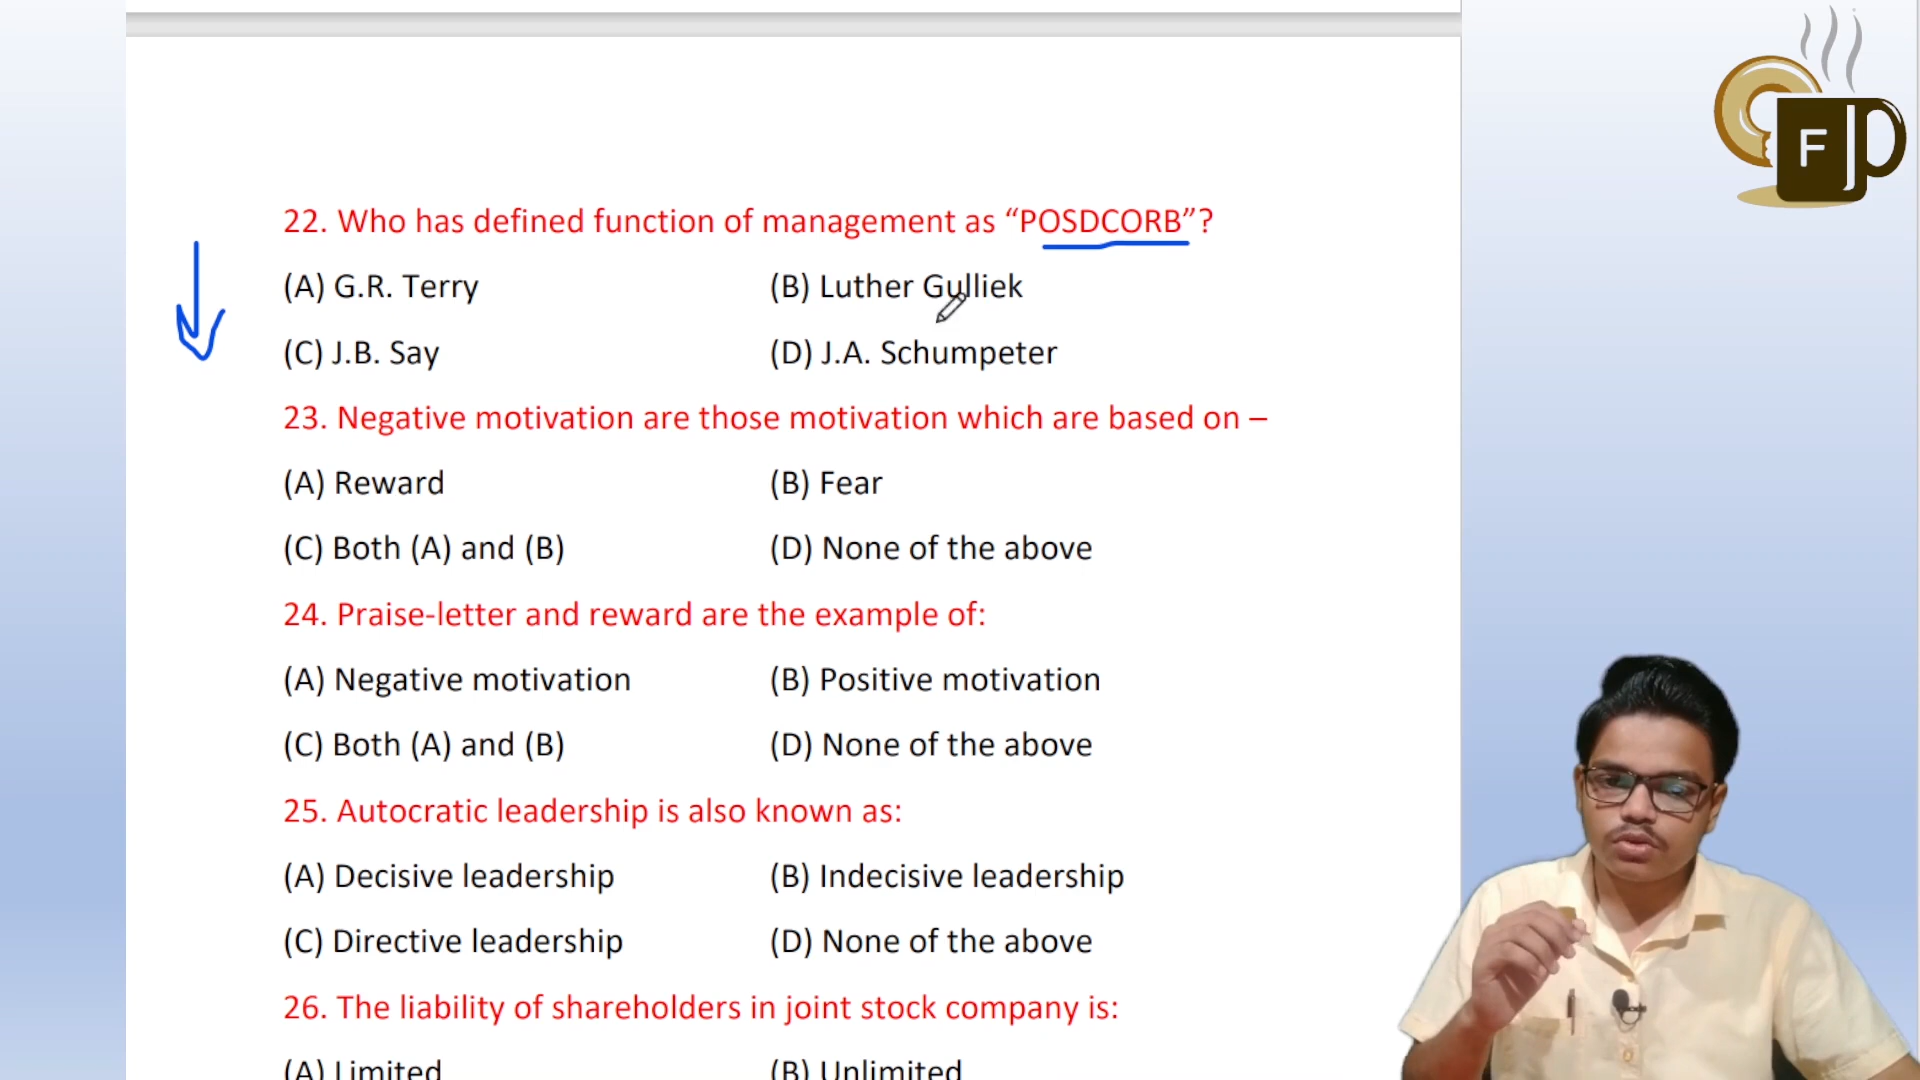 F
22. Who has defined function of management as “POSDCORB”?
(A) G.R. Terry (B) Luther Gulliek
(C) J.B. Say (D) J.A. Schumpeter
23. Negative motivation are those motivation which are based on –
(A) Reward (B) Fear
(C) Both (A) and (B) (D) None of the above
24. Praise-letter and reward are the example of:
(A) Negative motivation (B) Positive motivation
(C) Both (A) and (B) (D) None of the above
25. Autocratic leadership is also known as:
(A) Decisive leadership (B) Indecisive leadership
(C) Directive leadership (D) None of the above
26. The liability of shareholders in joint stock company is:
(A) Limited (B) Unlimited